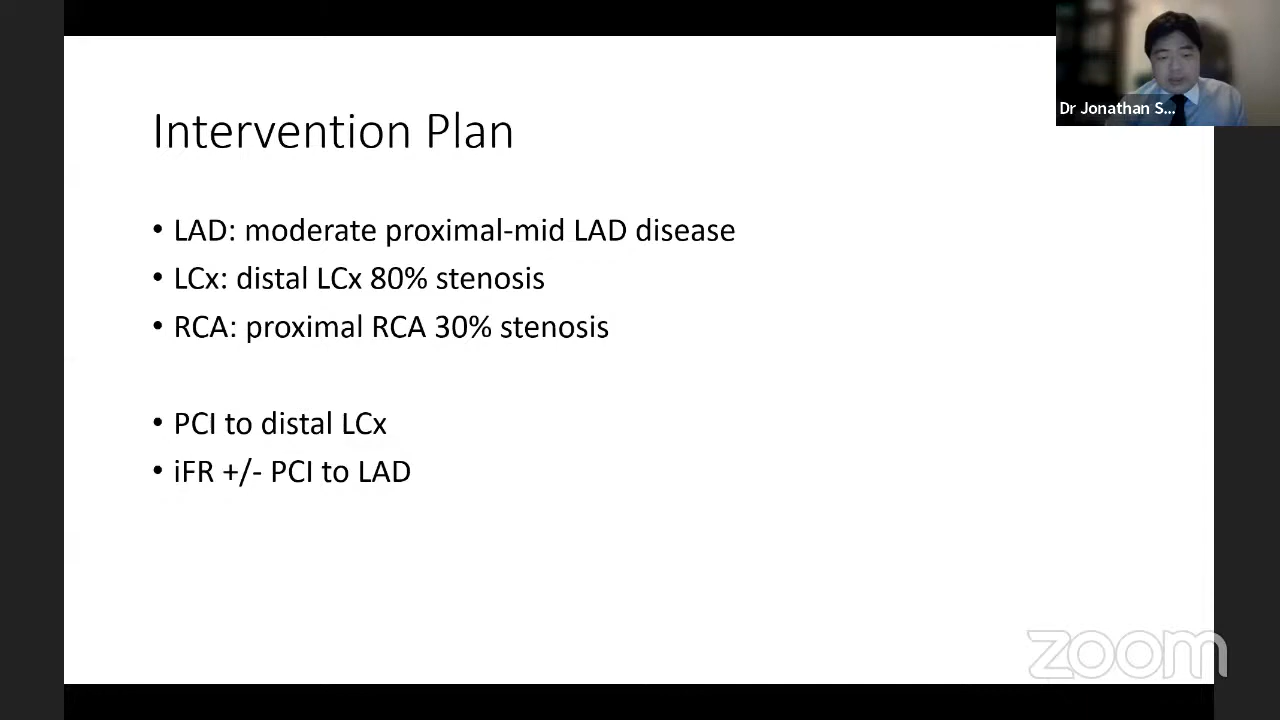 Dr Jonathan S...
Intervention Plan
• LAD: moderate proximal-mid LAD disease
• LCx: distal LCx 80% stenosis
• RCA: proximal RCA 30% stenosis
• PCI to distal LCx
• iFR +/- PCI to LAD
zoom